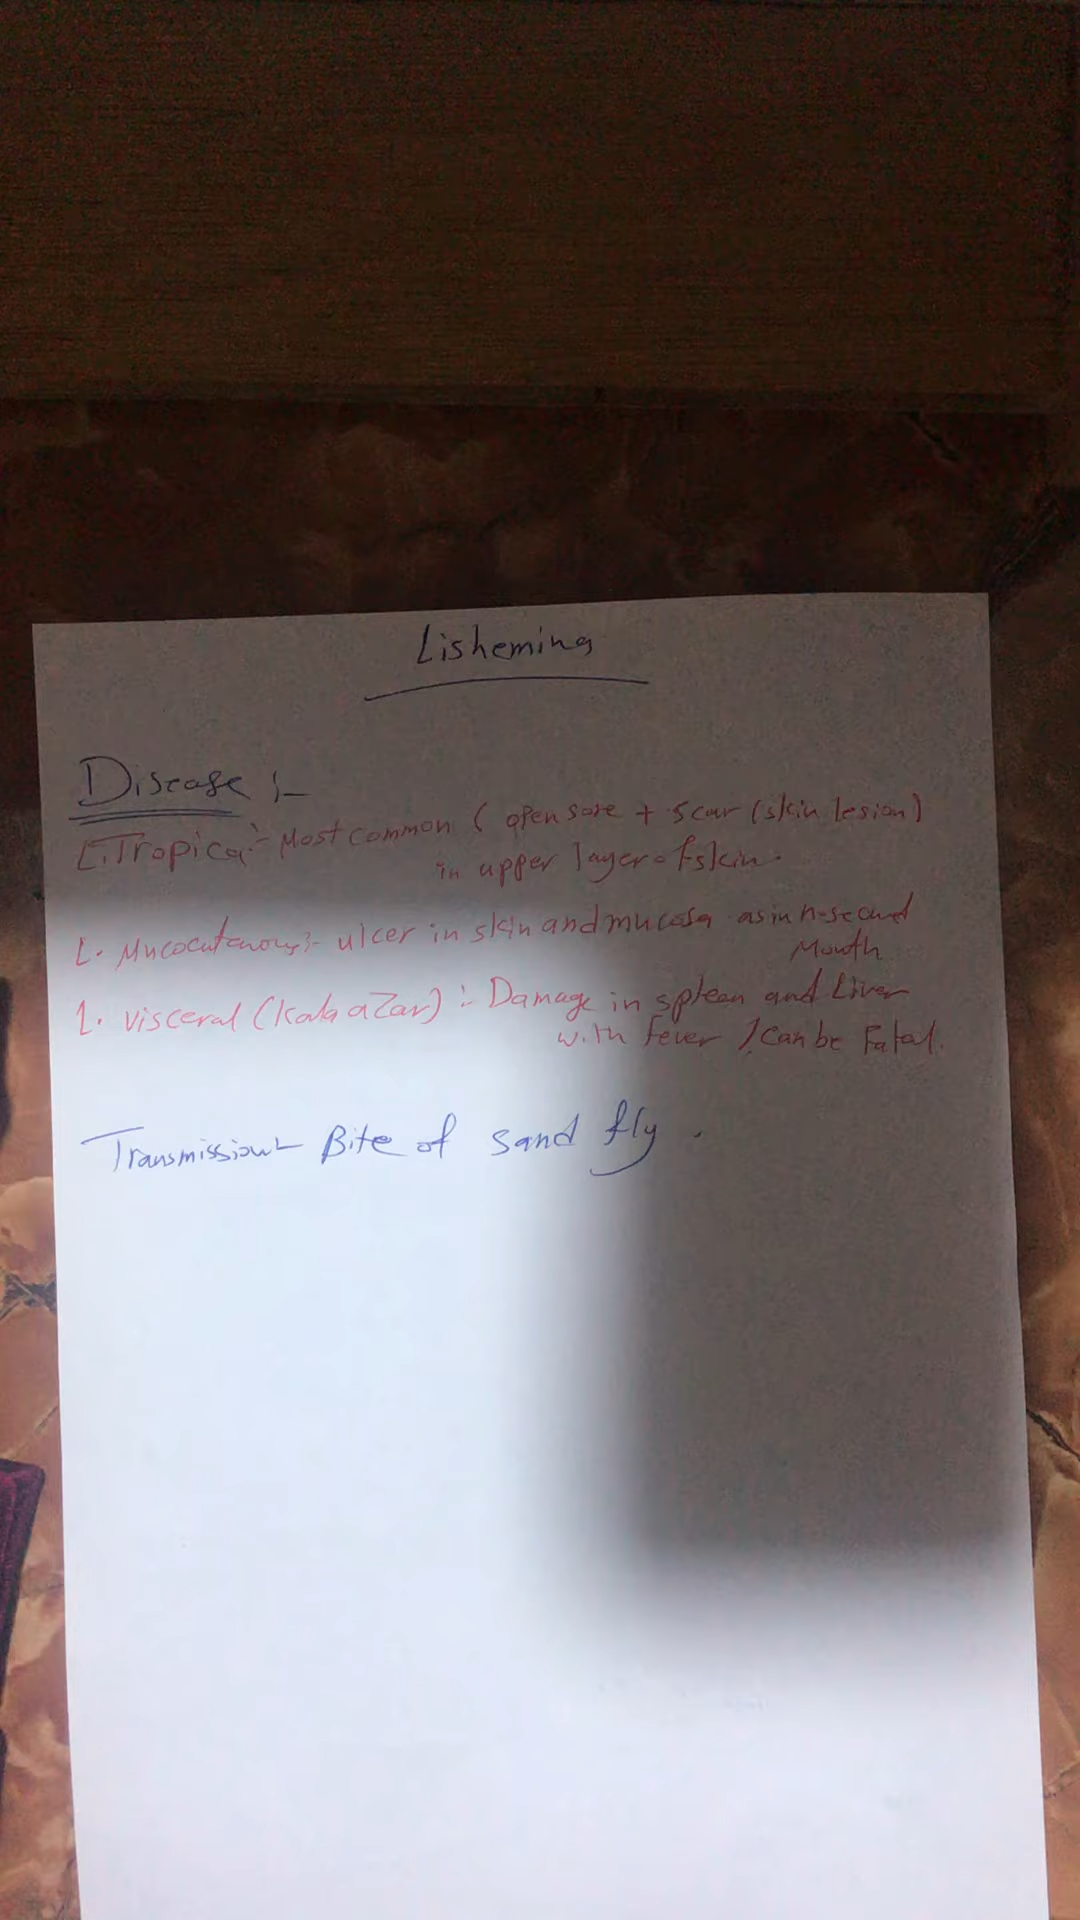 Lisheming
Disease :-
L.Tropica:- Most common ( open sore + scar (skin lesion)
in upper layer of skin.
L. Mucocutenous:- ulcer in skin and mucosa as in nose and
Mouth
L. visceral (Kala aZar) :- Damage in spleen and Liver
with fever / can be Fatal.
Transmission:- Bite of sand fly .